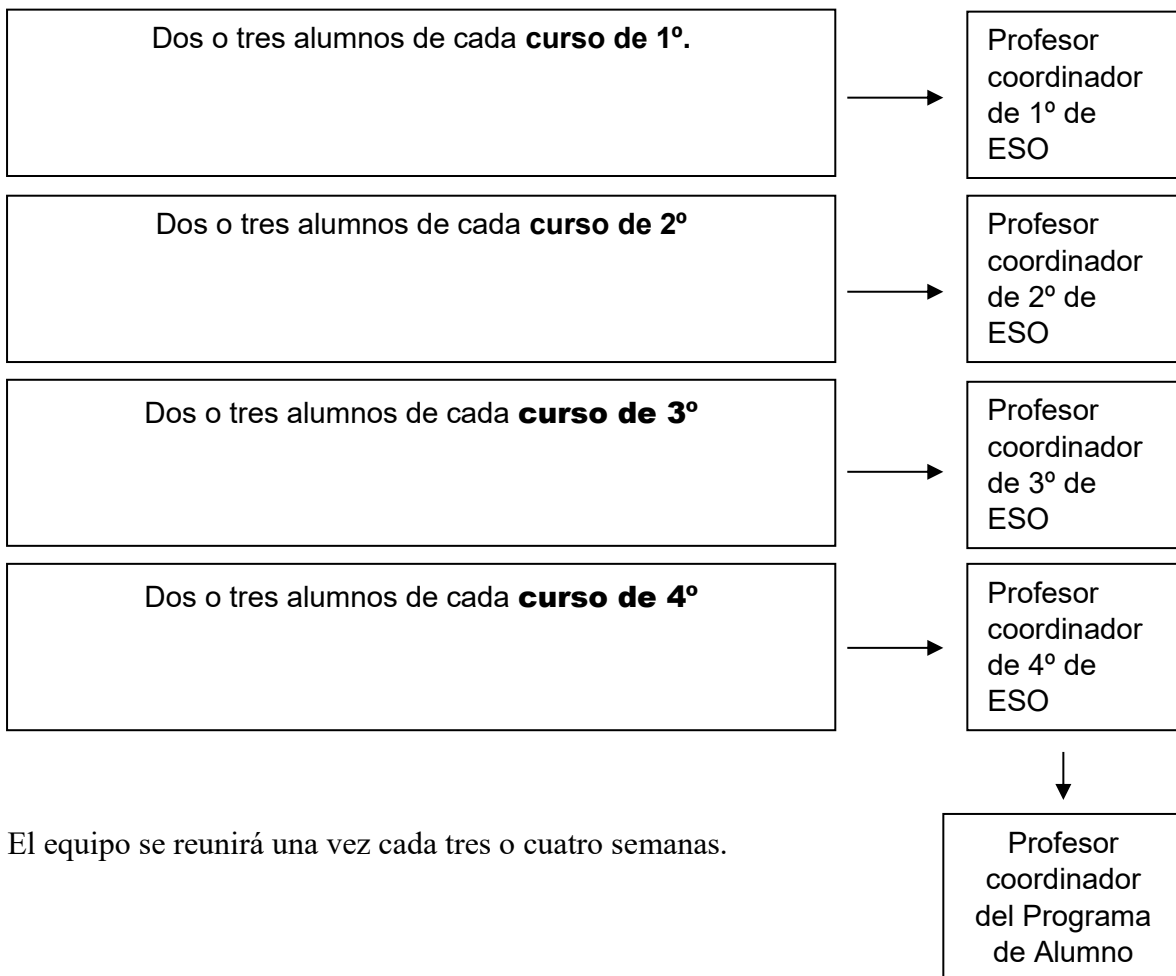 Dos o tres alumnos de cada curso de 1º.
Profesor
coordinador
de 1º de
ESO
Dos o tres alumnos de cada curso de 2º
Profesor
coordinador
de 2º de
ESO
Dos o tres alumnos de cada curso de 3º
Profesor
coordinador
de 3º de
ESO
Dos o tres alumnos de cada curso de 4º
Profesor
coordinador
de 4º de
ESO
El equipo se reunirá una vez cada tres o cuatro semanas.
Profesor
coordinador
del Programa
de Alumno